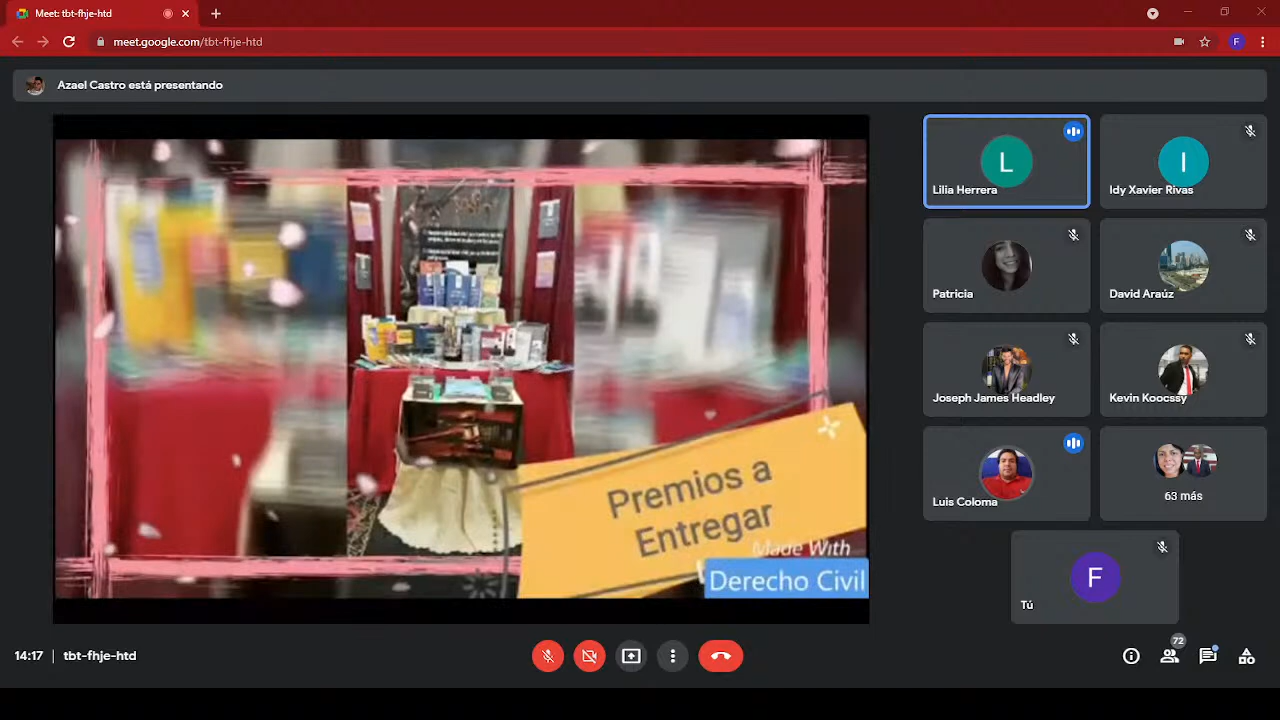 Meet: tbt-fhje-htd
meet.google.com/tbt-fhje-htd
F
Azael Castro está presentando
Premios a
Entregar
Made With
Derecho Civil
L
Lilia Herrera
I
Idy Xavier Rivas
Patricia
David Araúz
Joseph James Headley
Kevin Koocssy
Luis Coloma
63 más
F
Tú
14:17 | tbt-fhje-htd
72